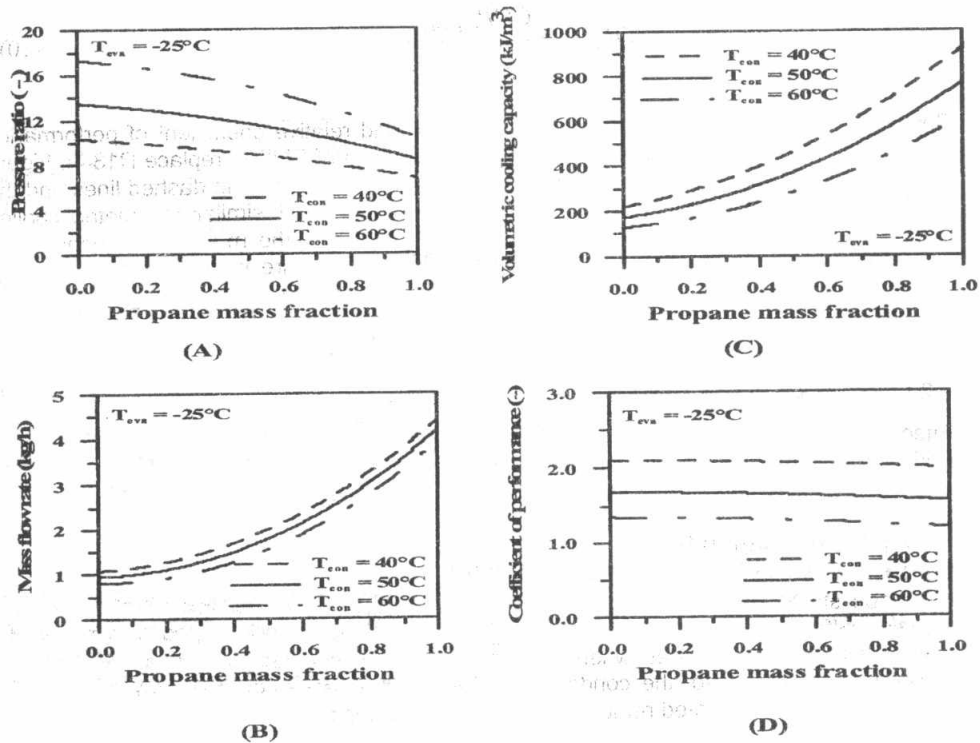 20
16
12
8
4
0
Pressure ratio (-)
T_eva = -25°C
T_con = 40°C
T_con = 50°C
T_con = 60°C
0.0 0.2 0.4 0.6 0.8 1.0
Propane mass fraction
(A)
1000
800
600
400
200
0
Volumetric cooling capacity (kJ/m³)
T_con = 40°C
T_con = 50°C
T_con = 60°C
T_eva = -25°C
0.0 0.2 0.4 0.6 0.8 1.0
Propane mass fraction
(C)
5
4
3
2
1
0
Mass flow rate (kg/h)
T_eva = -25°C
T_con = 40°C
T_con = 50°C
T_con = 60°C
0.0 0.2 0.4 0.6 0.8 1.0
Propane mass fraction
(B)
3.0
2.0
1.0
0.0
Coefficient of performance (-)
T_eva = -25°C
T_con = 40°C
T_con = 50°C
T_con = 60°C
0.0 0.2 0.4 0.6 0.8 1.0
Propane mass fraction
(D)